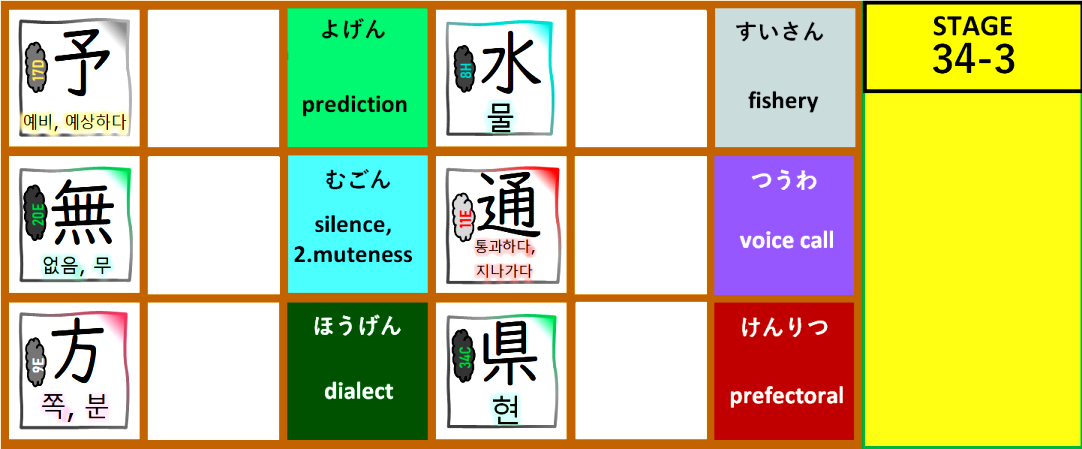 17D
予
예비, 예상하다
よげん
prediction
8H
水
물
すいさん
fishery
STAGE
34-3
20E
無
없음, 무
むごん
silence,
2.muteness
11E
通
통과하다,
지나가다
つうわ
voice call
9E
方
쪽, 분
ほうげん
dialect
34C
県
현
けんりつ
prefectoral